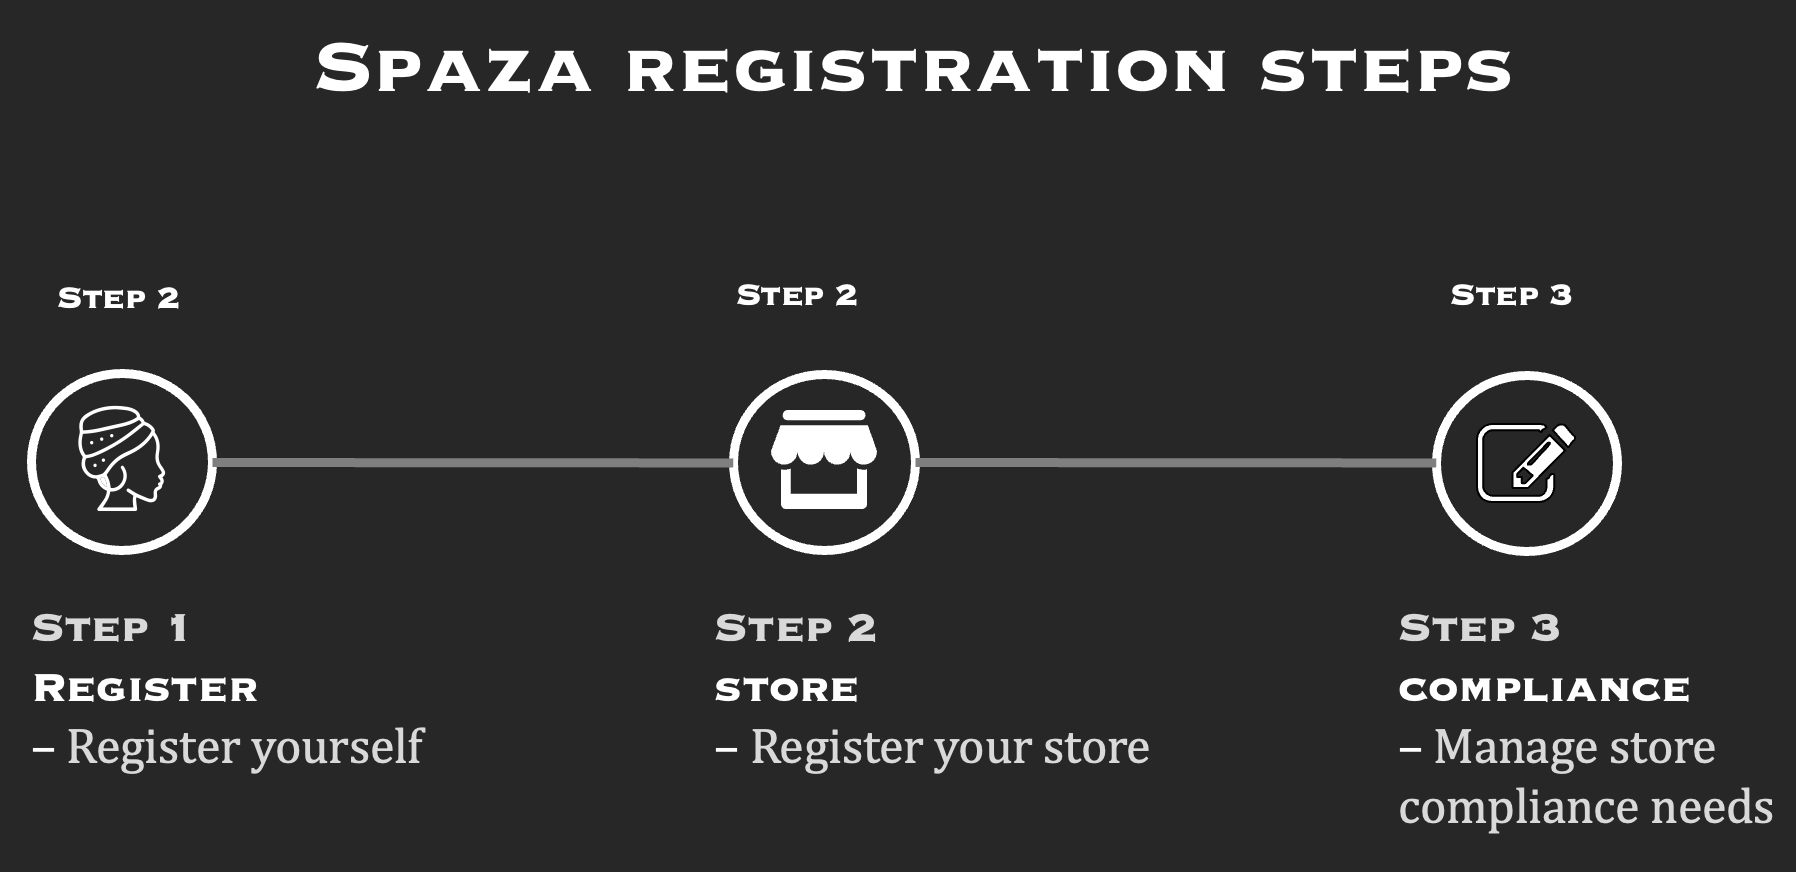 Spaza registration steps
Step 2
Step 2
Step 3
Step 1
Register
– Register yourself
Step 2
store
– Register your store
Step 3
compliance
– Manage store
compliance needs